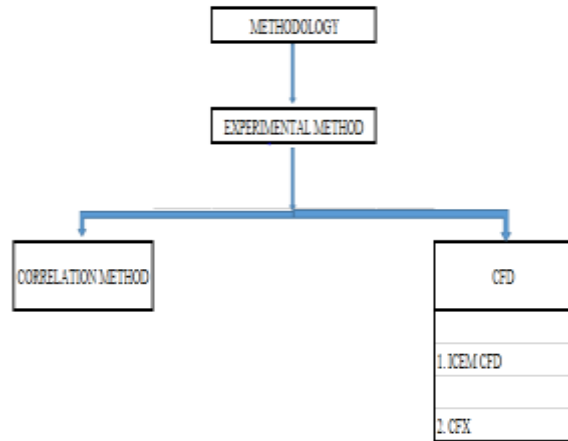 METHODOLOGY
EXPERIMENTAL METHOD
CORRELATION METHOD
CFD
1. ICEM CFD
2. CFX